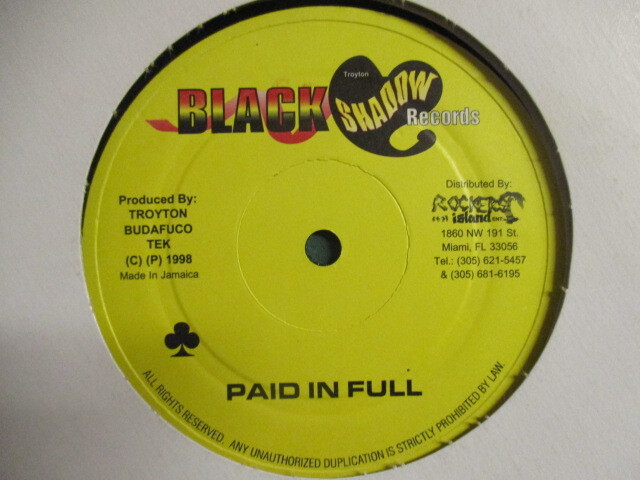 Troyton
BLACK SHADOW
Records
Produced By:
TROYTON
BUDAFUCO
TEK
(C) (P) 1998
Made In Jamaica
Distributed By:
ROCKERS
island
1860 NW 191 St.
Miami, FL 33056
Tel.: (305) 621-5457
& (305) 681-6195
PAID IN FULL
ALL RIGHTS RESERVED. ANY UNAUTHORIZED DUPLICATION IS STRICTLY PROHIBITED BY LAW.